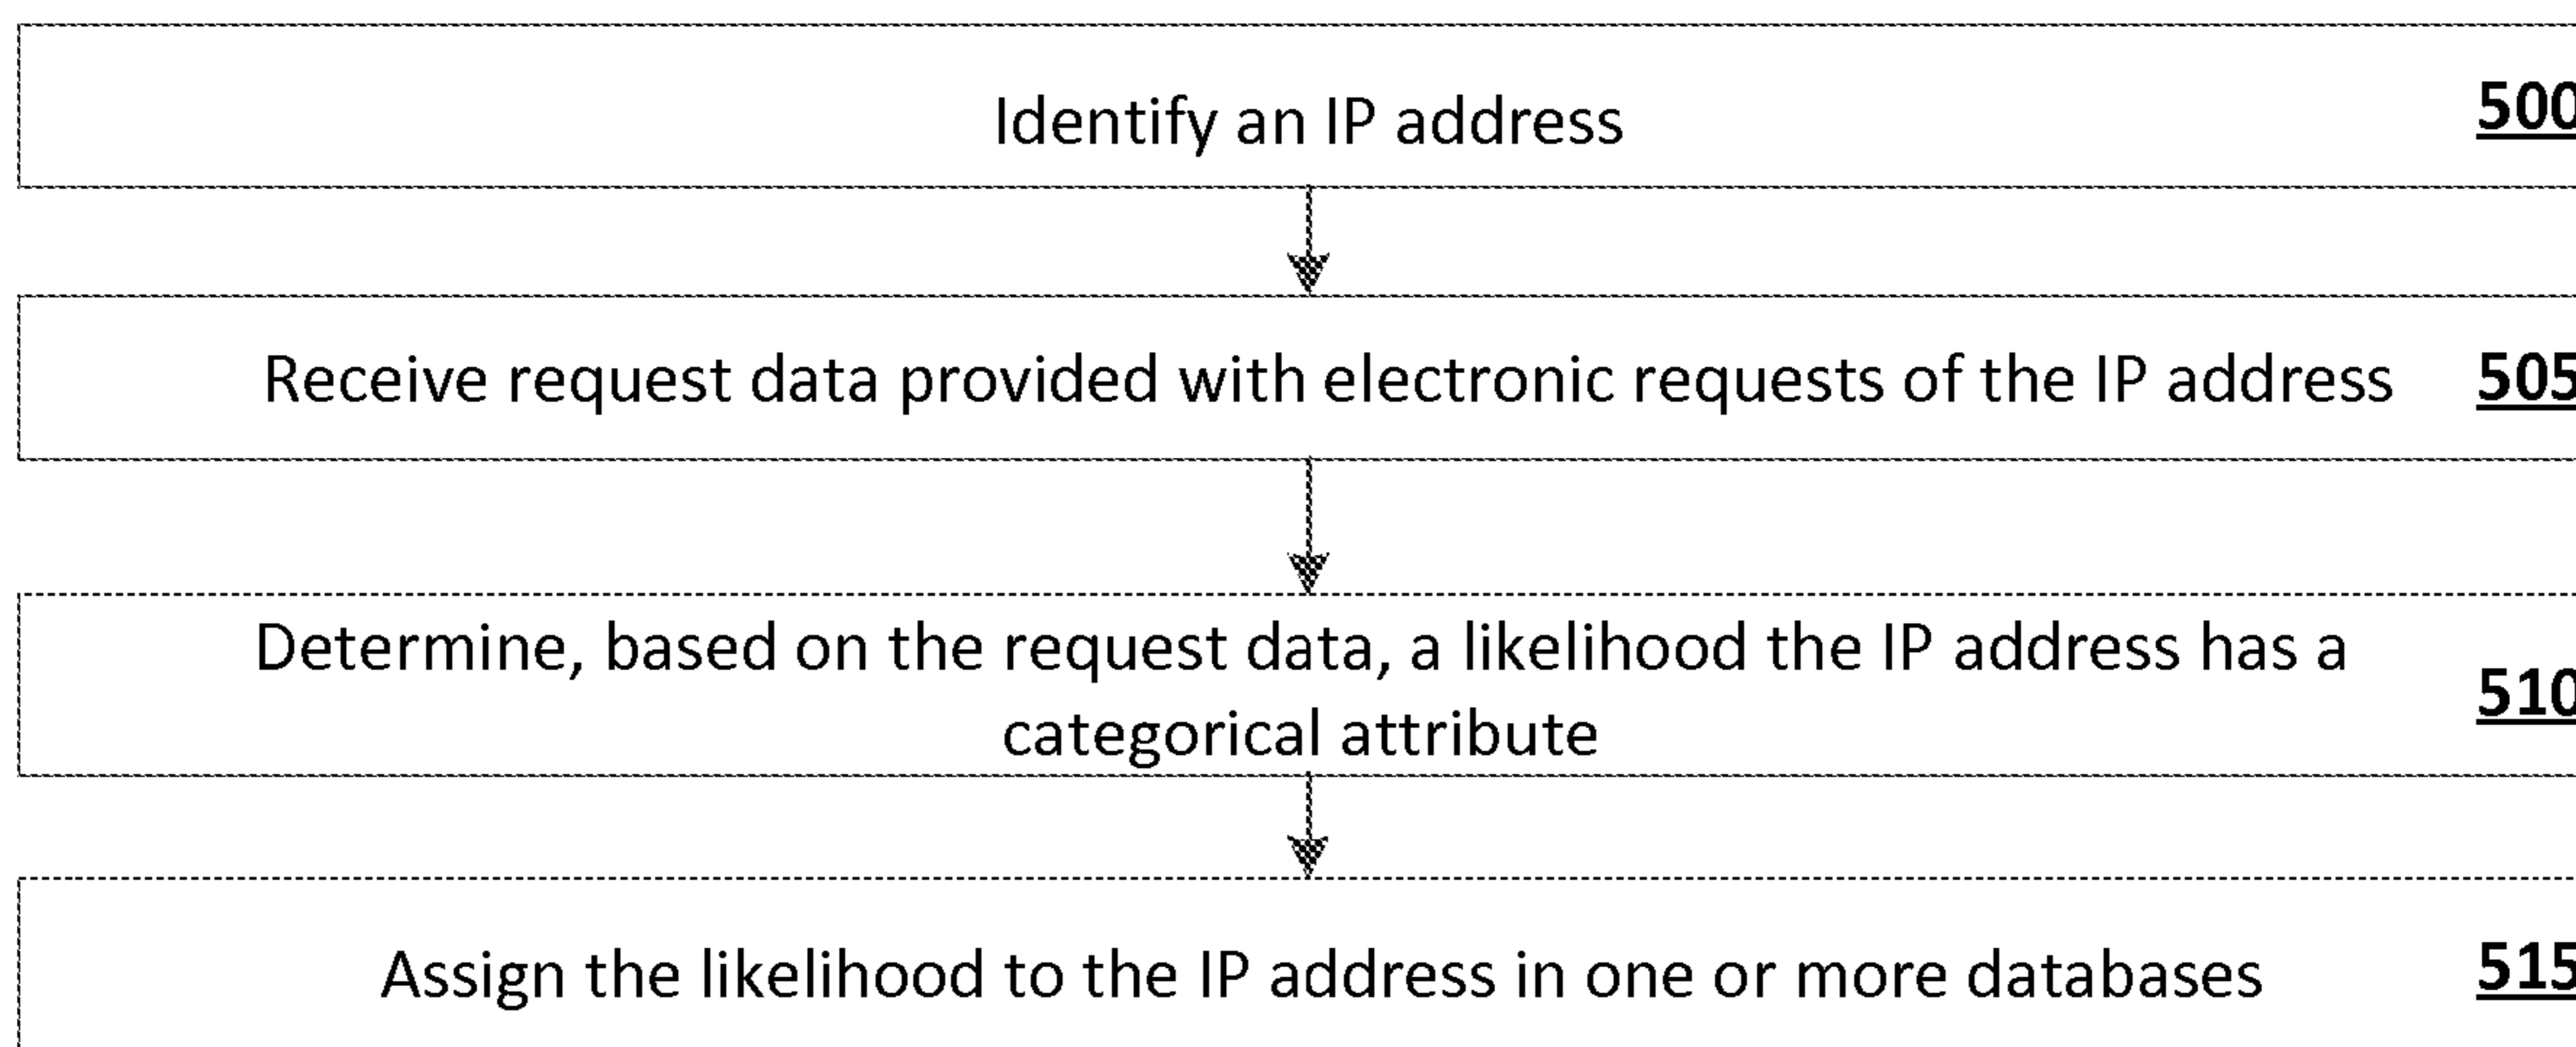 Identify an IP address 500
Receive request data provided with electronic requests of the IP address 505
Determine, based on the request data, a likelihood the IP address has a
categorical attribute 510
Assign the likelihood to the IP address in one or more databases 515